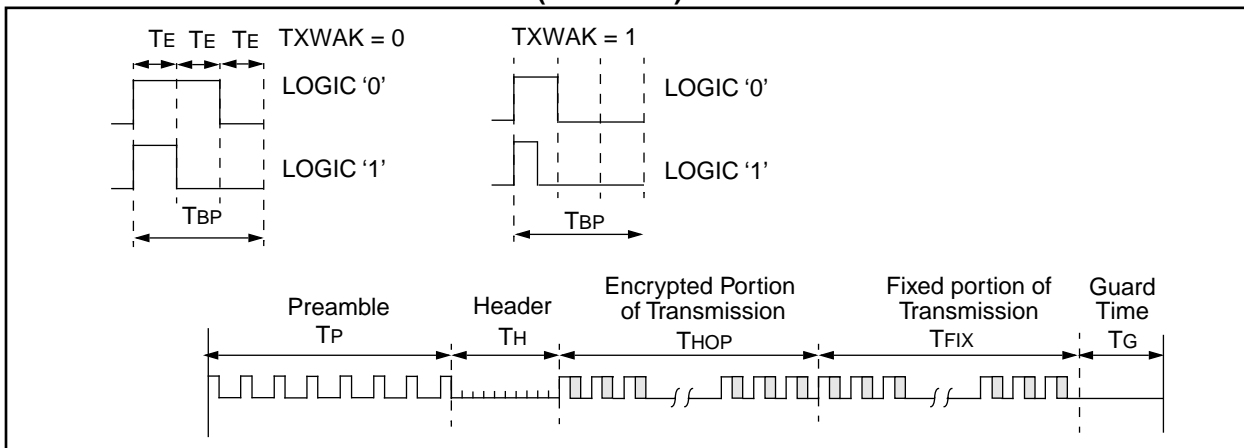 TE TE TE TXWAK = 0
LOGIC ‘0’
LOGIC ‘1’
TBP
TXWAK = 1
LOGIC ‘0’
LOGIC ‘1’
TBP
Preamble
TP
Header
TH
Encrypted Portion
of Transmission
THOP
Fixed portion of
Transmission
TFIX
Guard
Time
TG